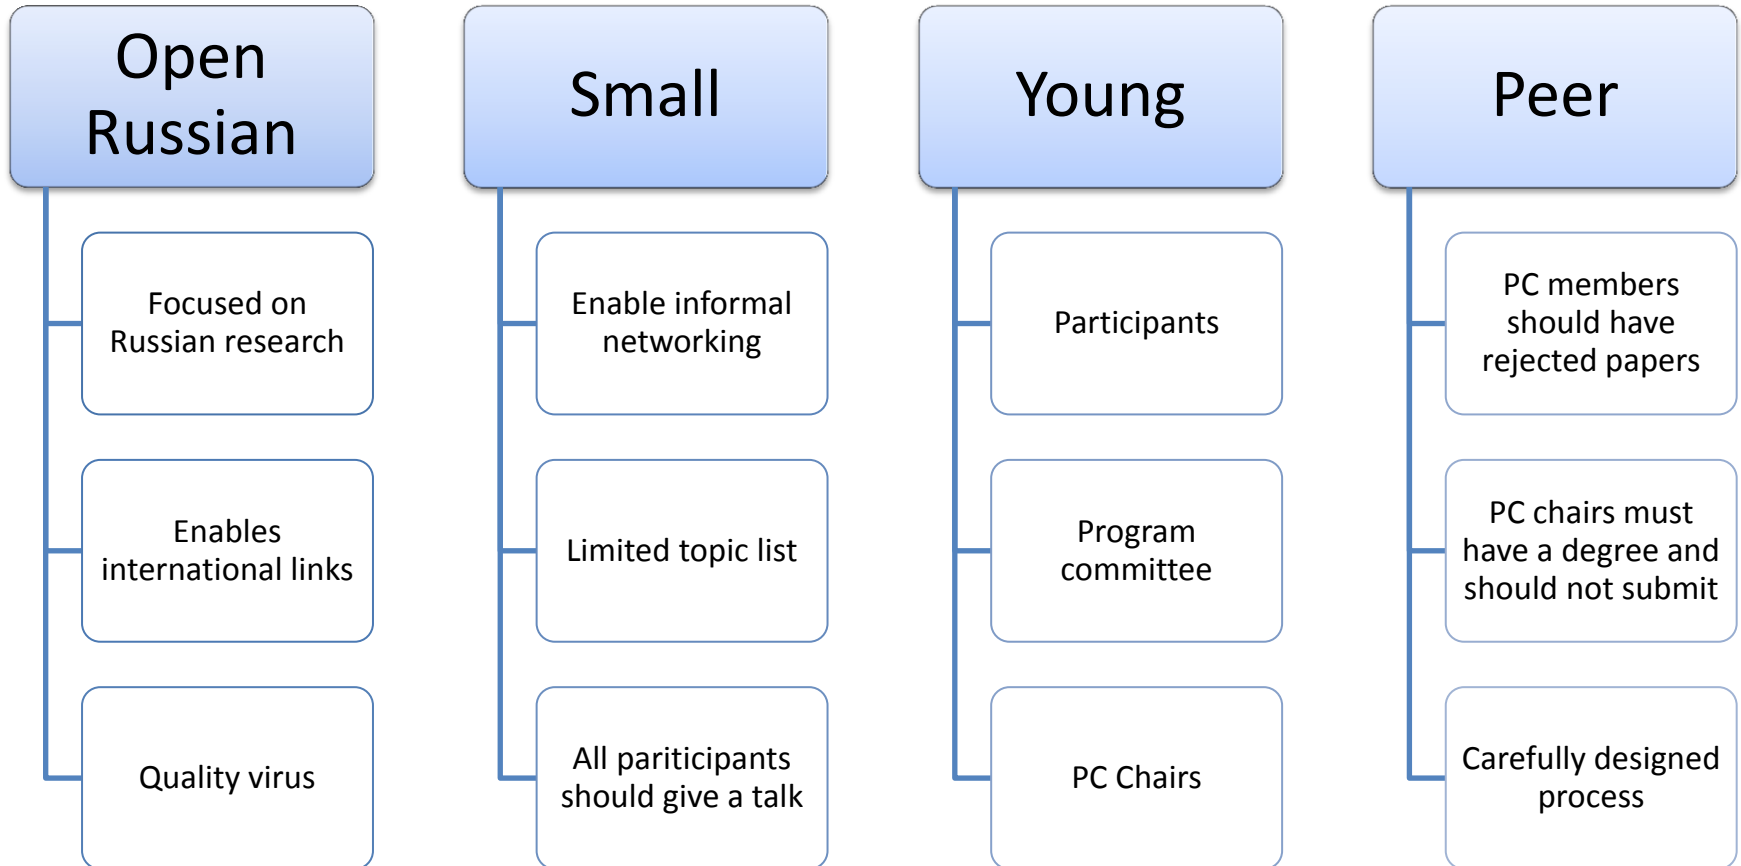 Open
Russian
Focused on
Russian research
Enables
international links
Quality virus
Small
Enable informal
networking
Limited topic list
All pariticipants
should give a talk
Young
Participants
Program
committee
PC Chairs
Peer
PC members
should have
rejected papers
PC chairs must
have a degree and
should not submit
Carefully designed
process